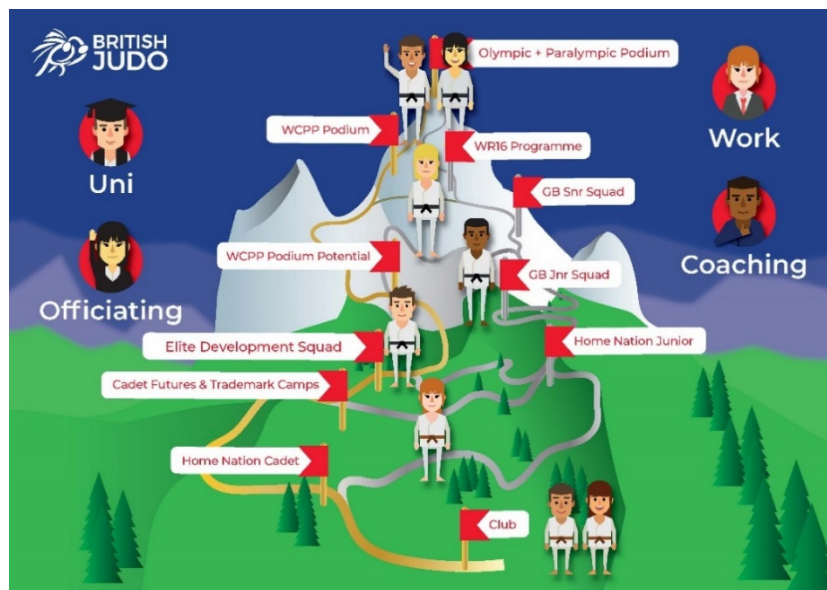 BRITISH
JUDO
Olympic + Paralympic Podium
WCPP Podium
WR16 Programme
Uni
Work
GB Snr Squad
WCPP Podium Potential
GB Jnr Squad
Coaching
Officiating
Elite Development Squad
Home Nation Junior
Cadet Futures & Trademark Camps
Home Nation Cadet
Club